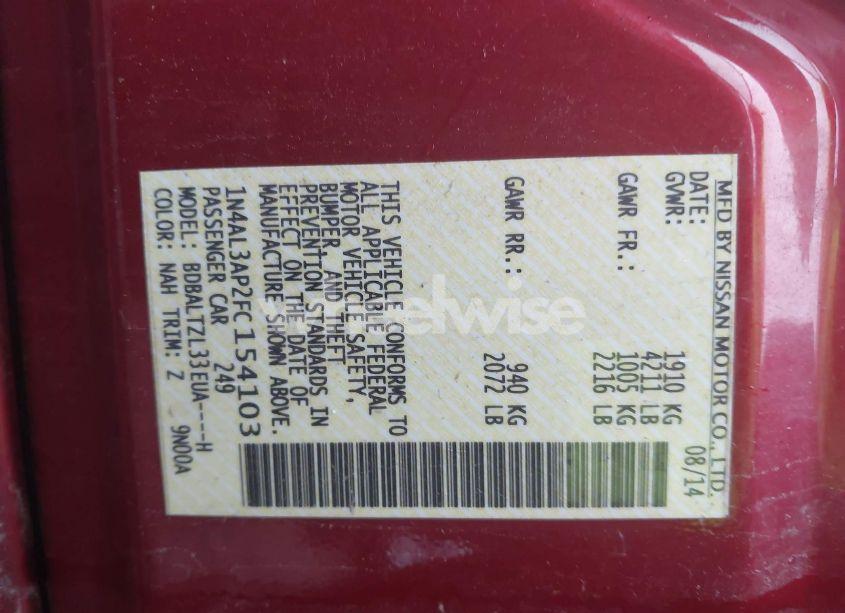 MFD BY NISSAN MOTOR CO., LTD.
DATE: 08/14
GVWR: 1910 KG
4211 LB
GAWR FR.: 1005 KG
2216 LB
GAWR RR.: 940 KG
2072 LB
THIS VEHICLE CONFORMS TO
ALL APPLICABLE FEDERAL
MOTOR VEHICLE SAFETY,
BUMPER, AND THEFT
PREVENTION STANDARDS IN
EFFECT ON THE DATE OF
MANUFACTURE SHOWN ABOVE.
1N4AL3AP2FC154103
PASSENGER CAR 249
MODEL: BDBALTZL33EUA----H
COLOR: NAH TRIM: Z 9N00A